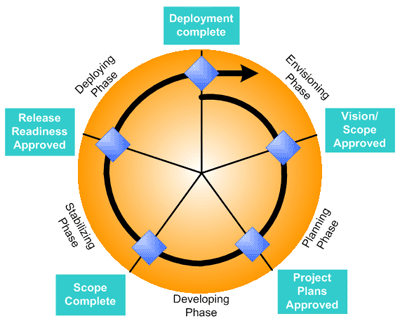 Deployment
complete
Envisioning
Phase
Vision/
Scope
Approved
Planning
Phase
Project
Plans
Approved
Developing
Phase
Scope
Complete
Stabilizing
Phase
Release
Readiness
Approved
Deploying
Phase